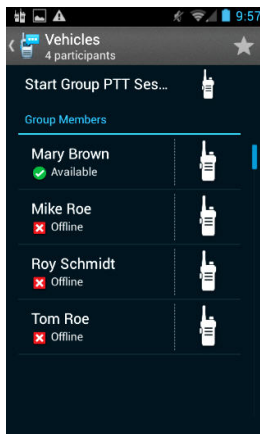 9:57
Vehicles
4 participants
Start Group PTT Ses...
Group Members
Mary Brown
Available
Mike Roe
Offline
Roy Schmidt
Offline
Tom Roe
Offline